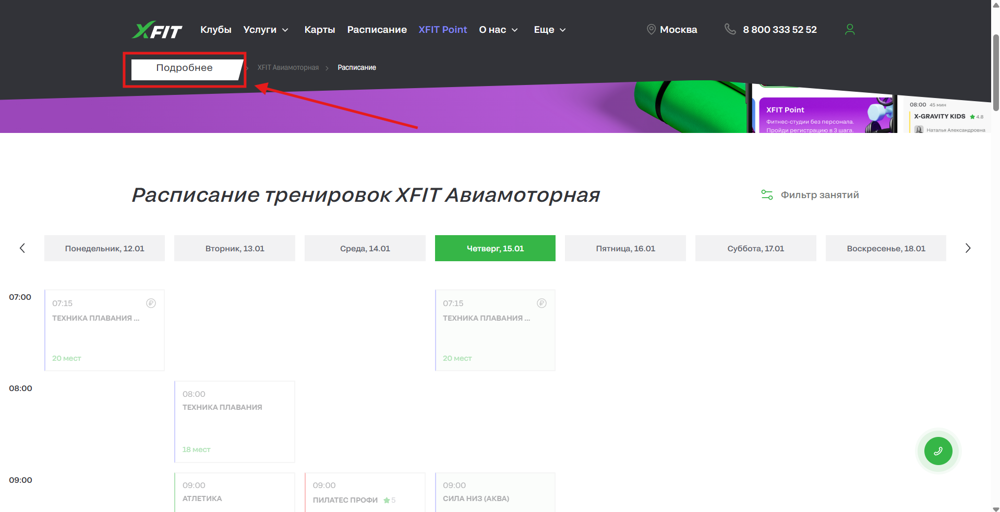 XFIT Клубы Услуги Карты Расписание XFIT Point О нас Еще Москва 8 800 333 52 52
Подробнее XFIT Авиамоторная Расписание
XFIT Point
Фитнес-студии без персонала.
Пройди регистрацию в 3 шага.
08:00 45 мин
X-GRAVITY KIDS 4.8
Наталья Александровна
Расписание тренировок XFIT Авиамоторная
Фильтр занятий
Понедельник, 12.01 Вторник, 13.01 Среда, 14.01 Четверг, 15.01 Пятница, 16.01 Суббота, 17.01 Воскресенье, 18.01
07:00
07:15 ₽
ТЕХНИКА ПЛАВАНИЯ ...
20 мест
07:15 ₽
ТЕХНИКА ПЛАВАНИЯ ...
20 мест
08:00
08:00
ТЕХНИКА ПЛАВАНИЯ
18 мест
09:00
09:00
АТЛЕТИКА
09:00
ПИЛАТЕС ПРОФИ 5
09:00
СИЛА НИЗ (АКВА)